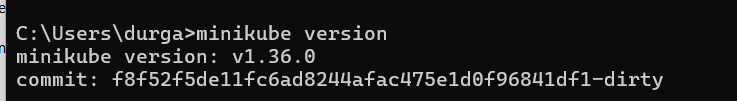 C:\Users\durga>minikube version
minikube version: v1.36.0
commit: f8f52f5de11fc6ad8244afac475e1d0f96841df1-dirty